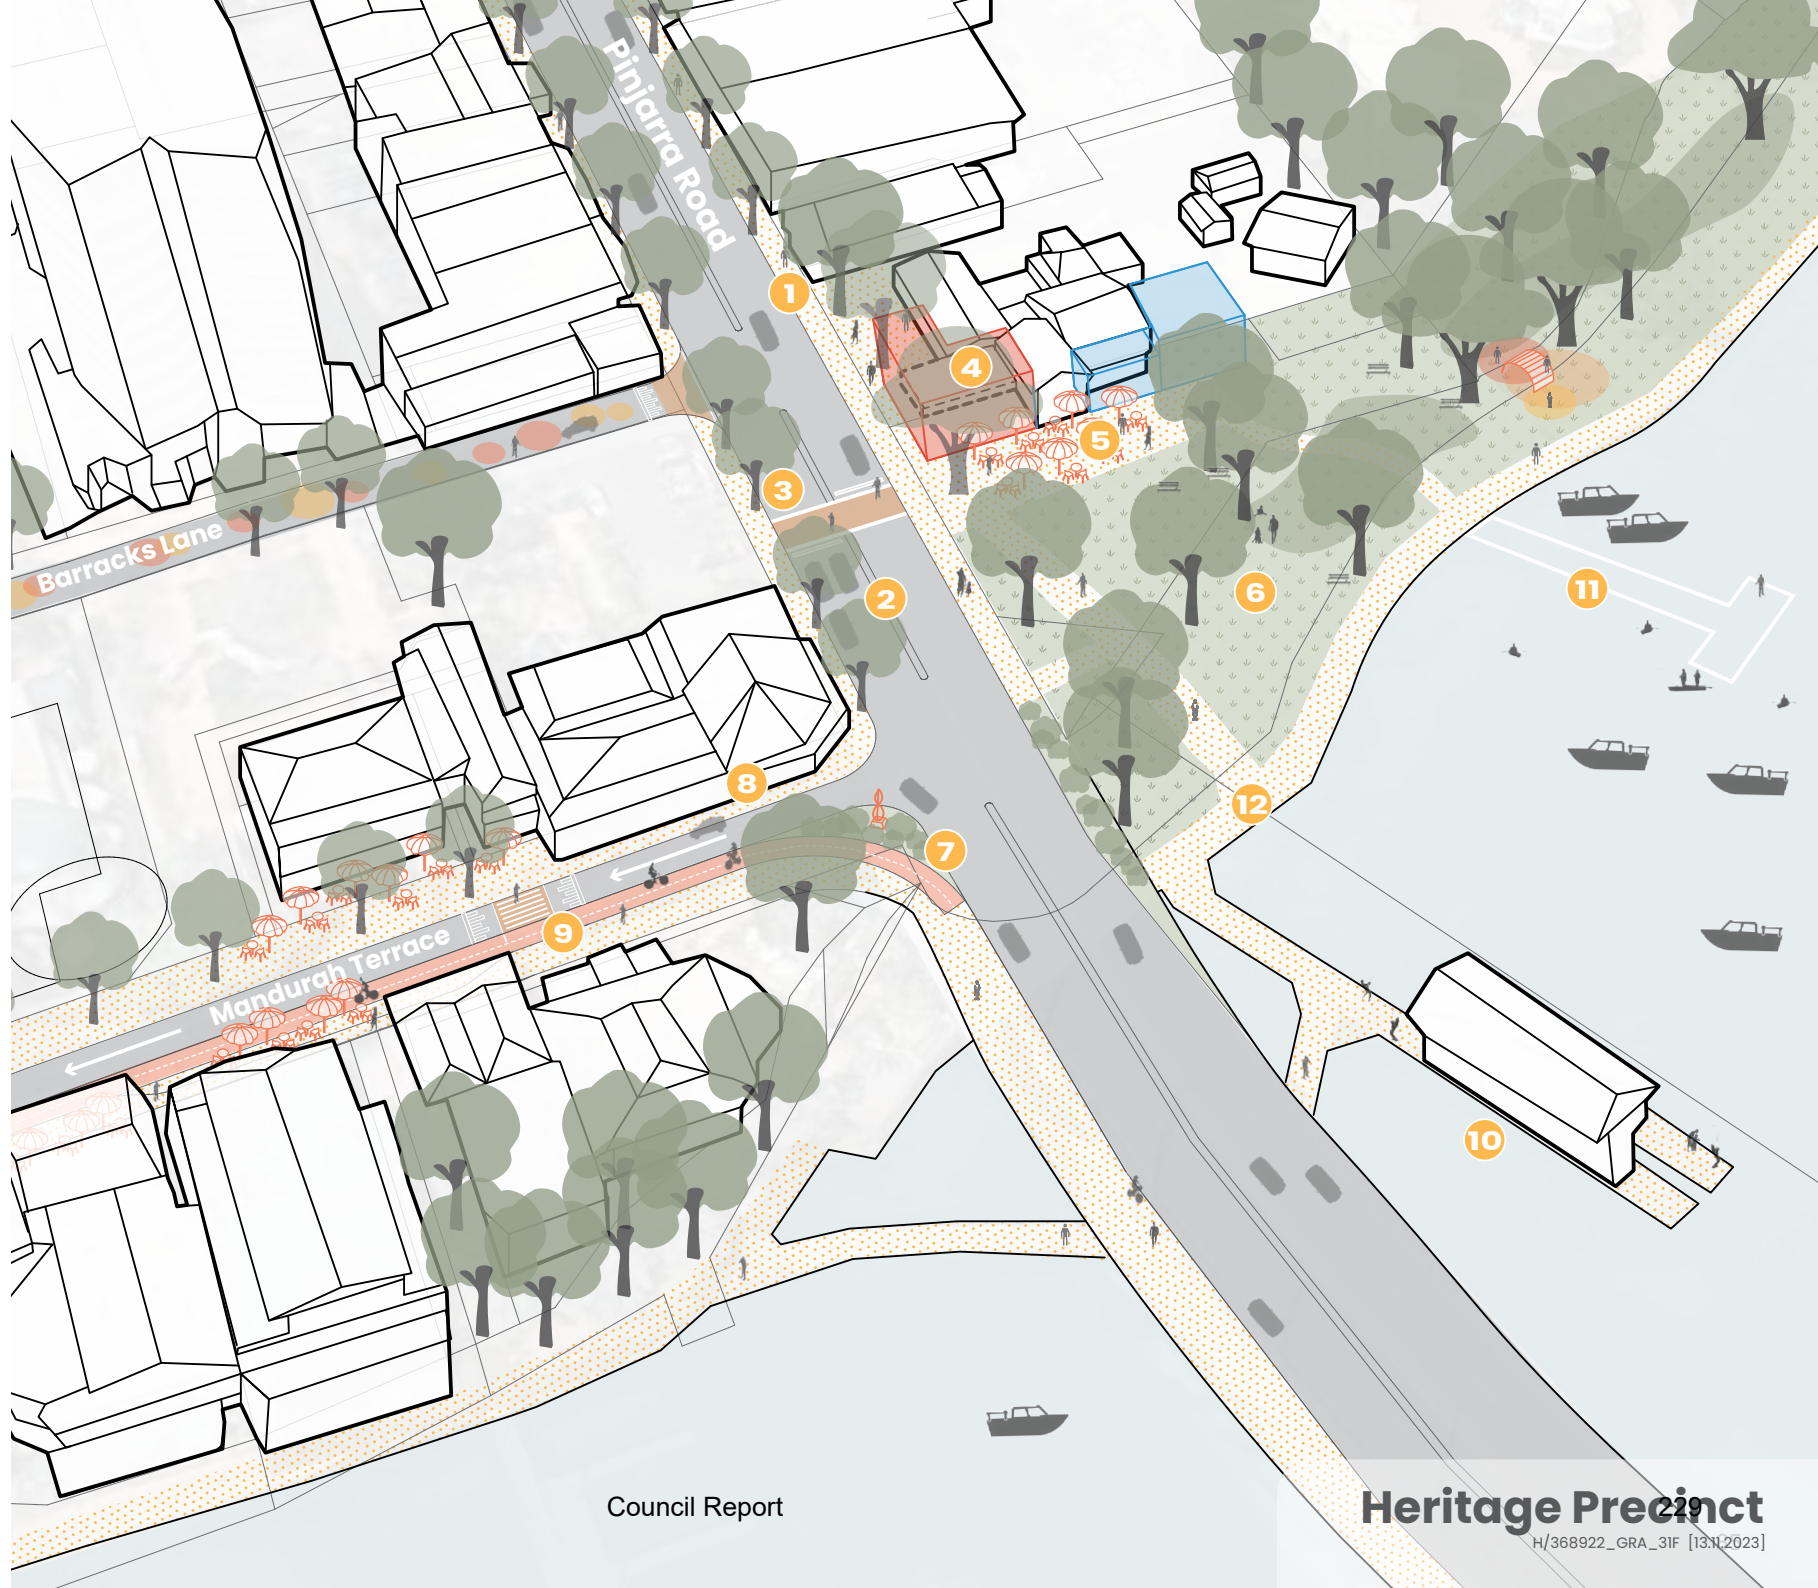 Pinjarra Road
1
4
5
3
Barracks Lane
2
6
11
8
12
7
9
Mandurah Terrace
10
Council Report
Heritage Precinct
229
H/368922_GRA_31F [13.11.2023]